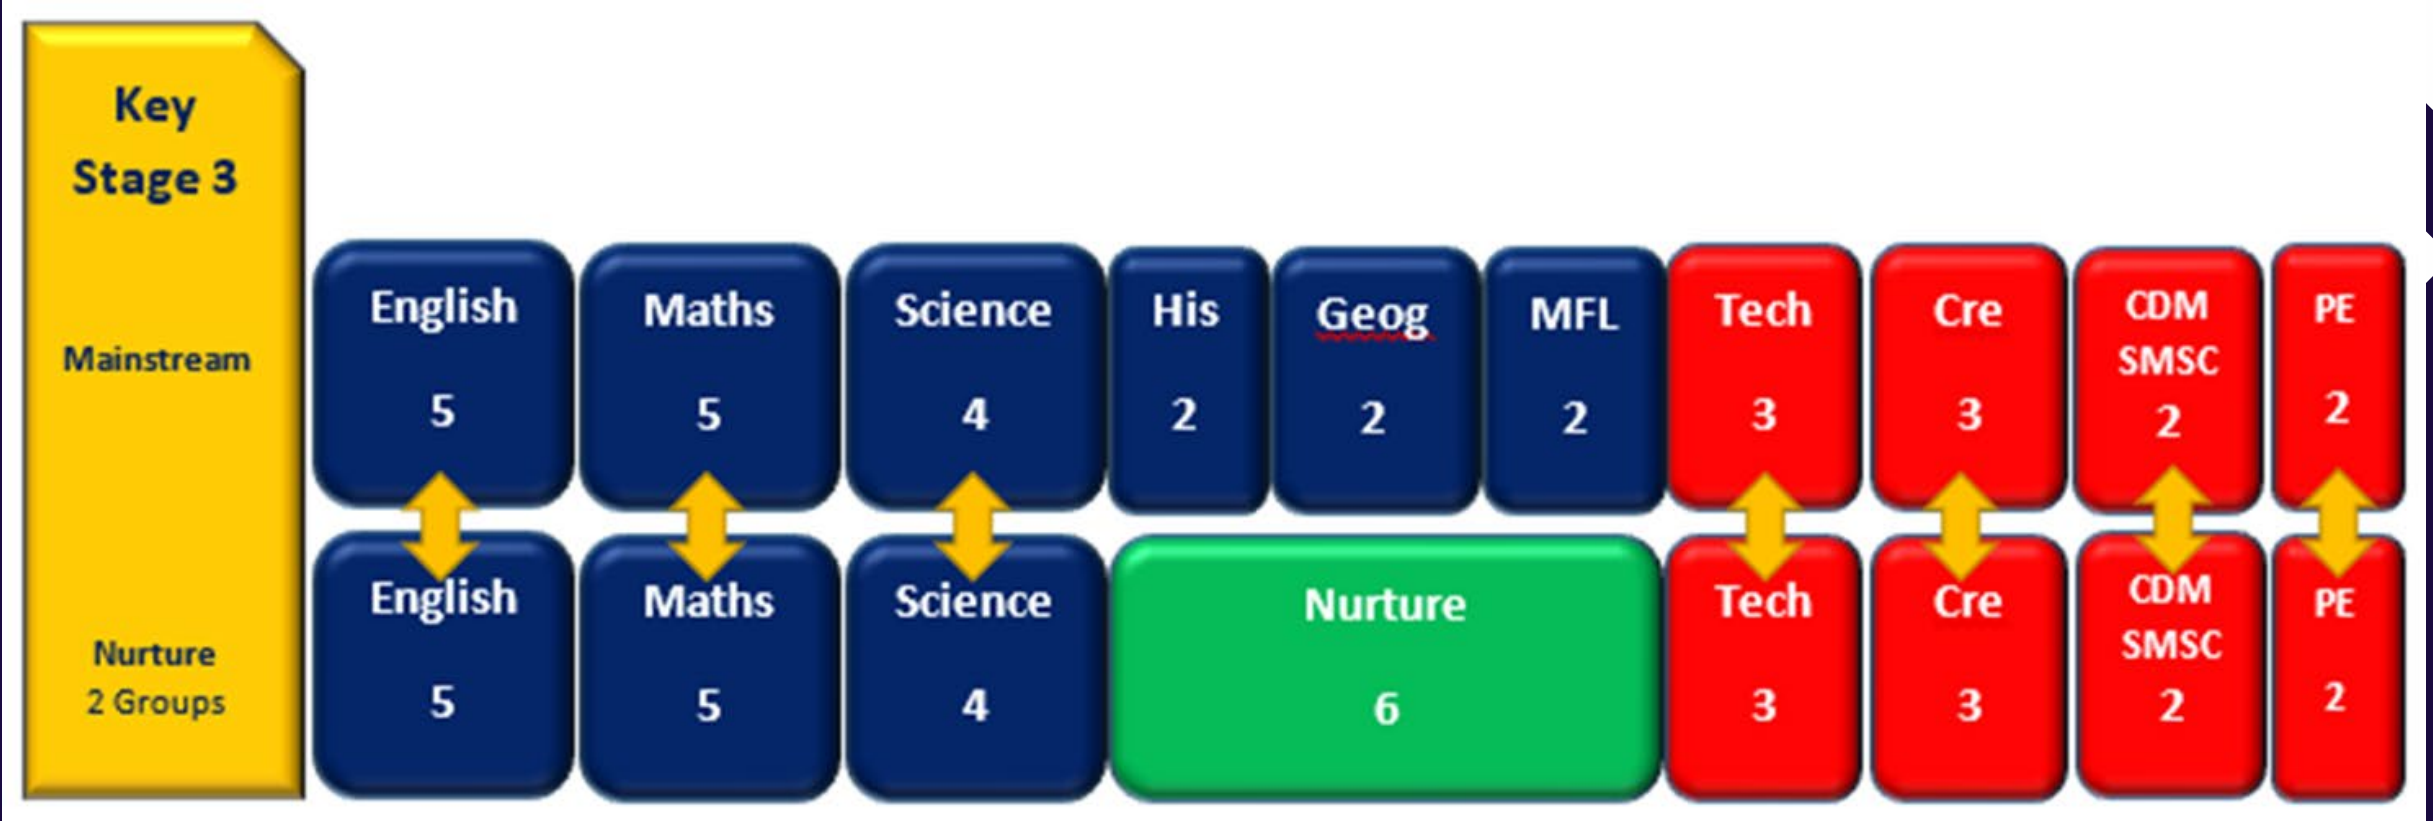 Key
Stage 3
Mainstream
Nurture
2 Groups
English
5
Maths
5
Science
4
His
2
Geog
2
MFL
2
Tech
3
Cre
3
CDM
SMSC
2
PE
2
English
5
Maths
5
Science
4
Nurture
6
Tech
3
Cre
3
CDM
SMSC
2
PE
2